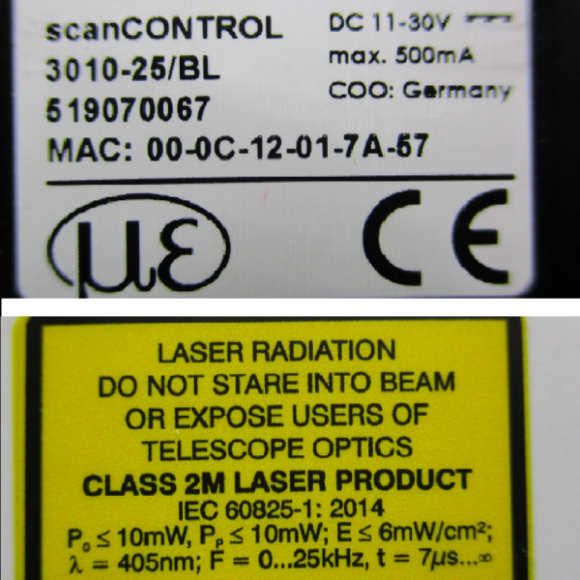 scanCONTROL
3010-25/BL
519070067
MAC: 00-0C-12-01-7A-57
DC 11-30V ⎓
max. 500mA
COO: Germany
με
CE
LASER RADIATION
DO NOT STARE INTO BEAM
OR EXPOSE USERS OF
TELESCOPE OPTICS
CLASS 2M LASER PRODUCT
IEC 60825-1: 2014
P₀ ≤ 10mW, Pₚ ≤ 10mW; E ≤ 6mW/cm²;
λ = 405nm; F = 0...25kHz, t = 7μs...∞